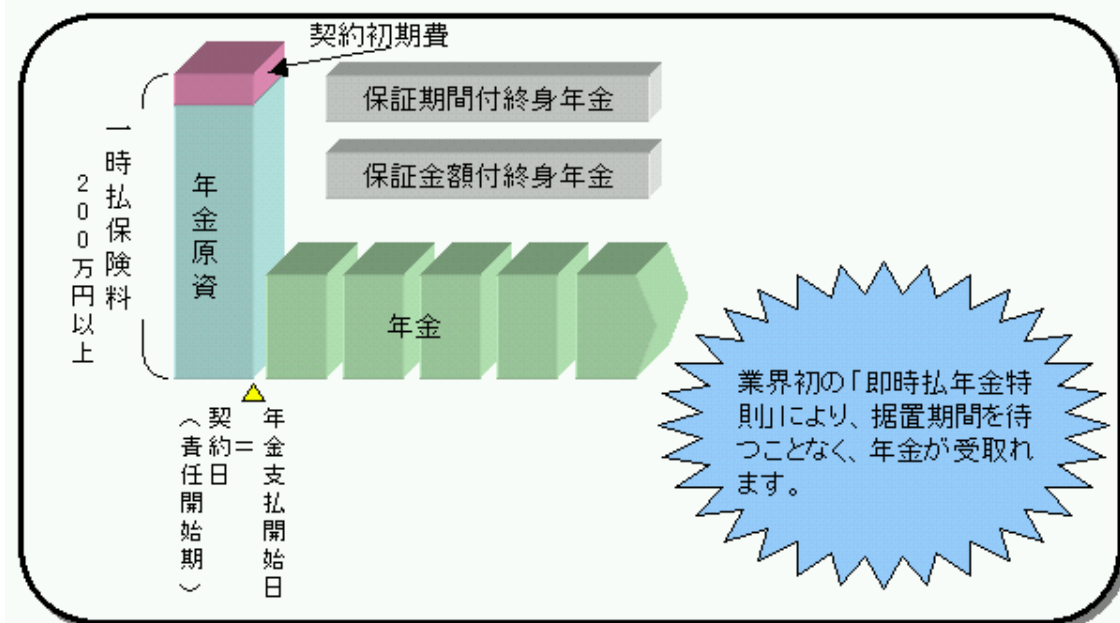 契約初期費
保証期間付終身年金
保証金額付終身年金
一時払保険料
200万円以上
年金原資
年金
業界初の「即時払年金特
則」により、据置期間を待
つことなく、年金が受取れ
ます。
年金支払開始日
=
契約日
(責任開始期)